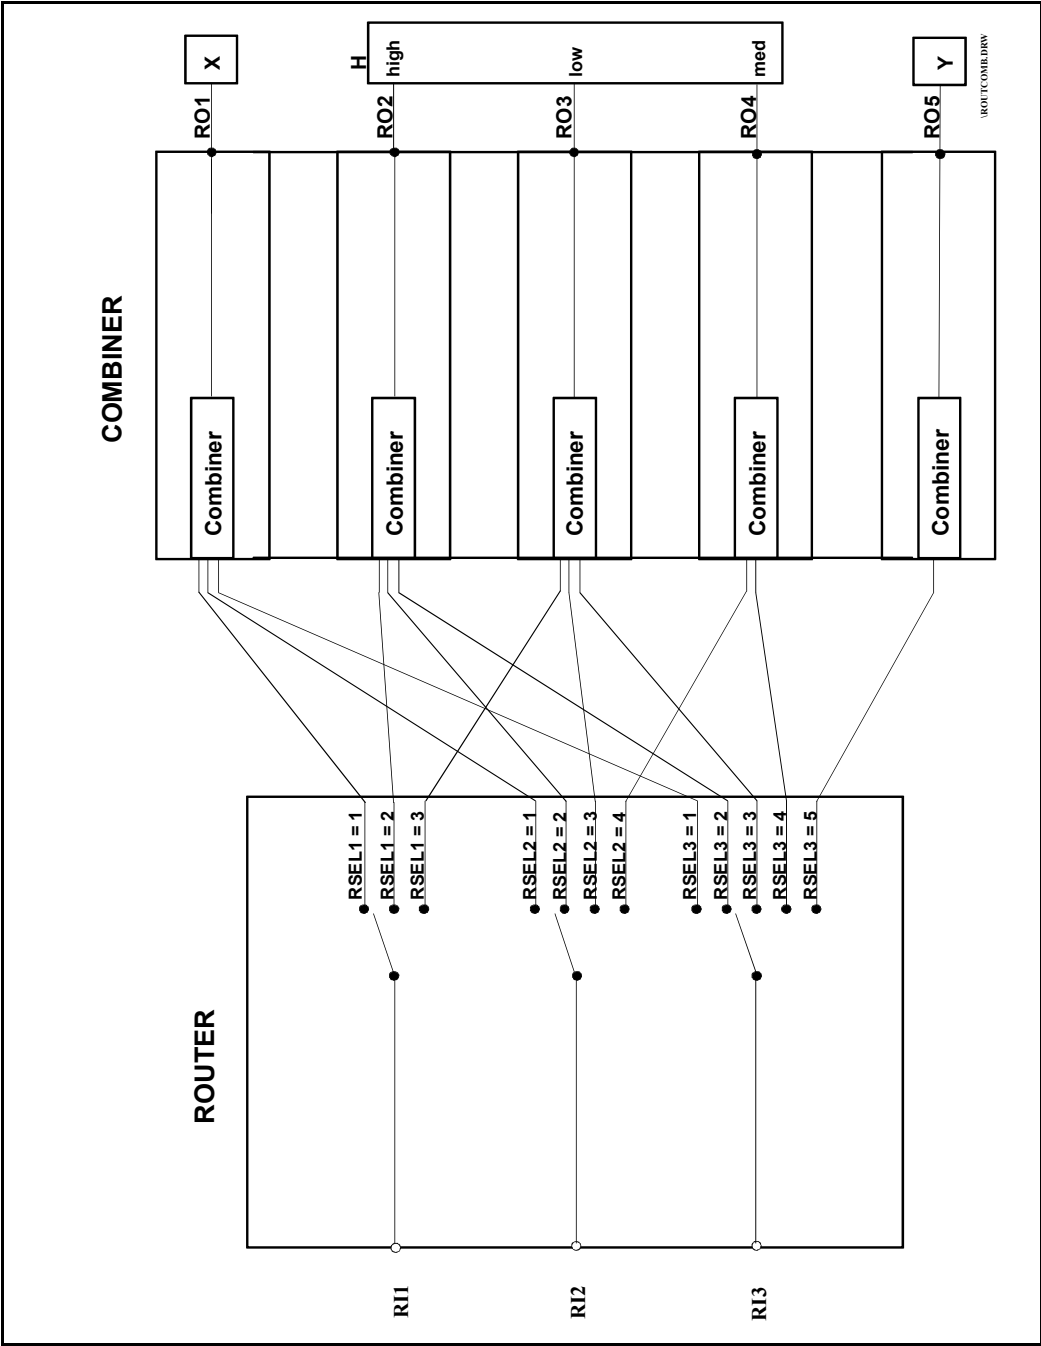 ROUTER
COMBINER
RI1
RI2
RI3
RSEL1 = 1
RSEL1 = 2
RSEL1 = 3
RSEL2 = 1
RSEL2 = 2
RSEL2 = 3
RSEL2 = 4
RSEL3 = 1
RSEL3 = 2
RSEL3 = 3
RSEL3 = 4
RSEL3 = 5
Combiner
Combiner
Combiner
Combiner
Combiner
RO1
RO2
RO3
RO4
RO5
X
H
high
low
med
Y
\ROUTCOMB.DRW